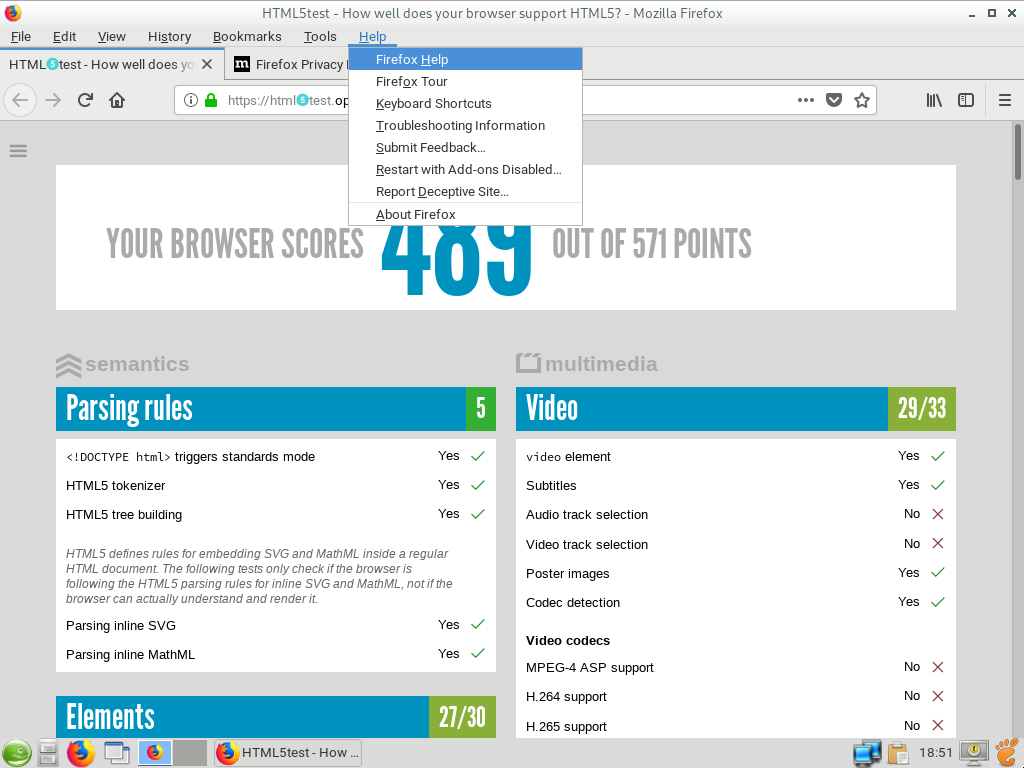 HTML5test - How well does your browser support HTML5? - Mozilla Firefox
File Edit View History Bookmarks Tools Help
HTML5test - How well does yo
Firefox Privacy
https://html5test.op
Firefox Help
Firefox Tour
Keyboard Shortcuts
Troubleshooting Information
Submit Feedback...
Restart with Add-ons Disabled...
Report Deceptive Site...
About Firefox
YOUR BROWSER SCORES 489 OUT OF 571 POINTS
semantics
Parsing rules 5
<!DOCTYPE html> triggers standards mode Yes
HTML5 tokenizer Yes
HTML5 tree building Yes
HTML5 defines rules for embedding SVG and MathML inside a regular
HTML document. The following tests only check if the browser is
following the HTML5 parsing rules for inline SVG and MathML, not if the
browser can actually understand and render it.
Parsing inline SVG Yes
Parsing inline MathML Yes
Elements 27/30
multimedia
Video 29/33
video element Yes
Subtitles Yes
Audio track selection No
Video track selection No
Poster images Yes
Codec detection Yes
Video codecs
MPEG-4 ASP support No
H.264 support No
H.265 support No
HTML5test - How ...
18:51